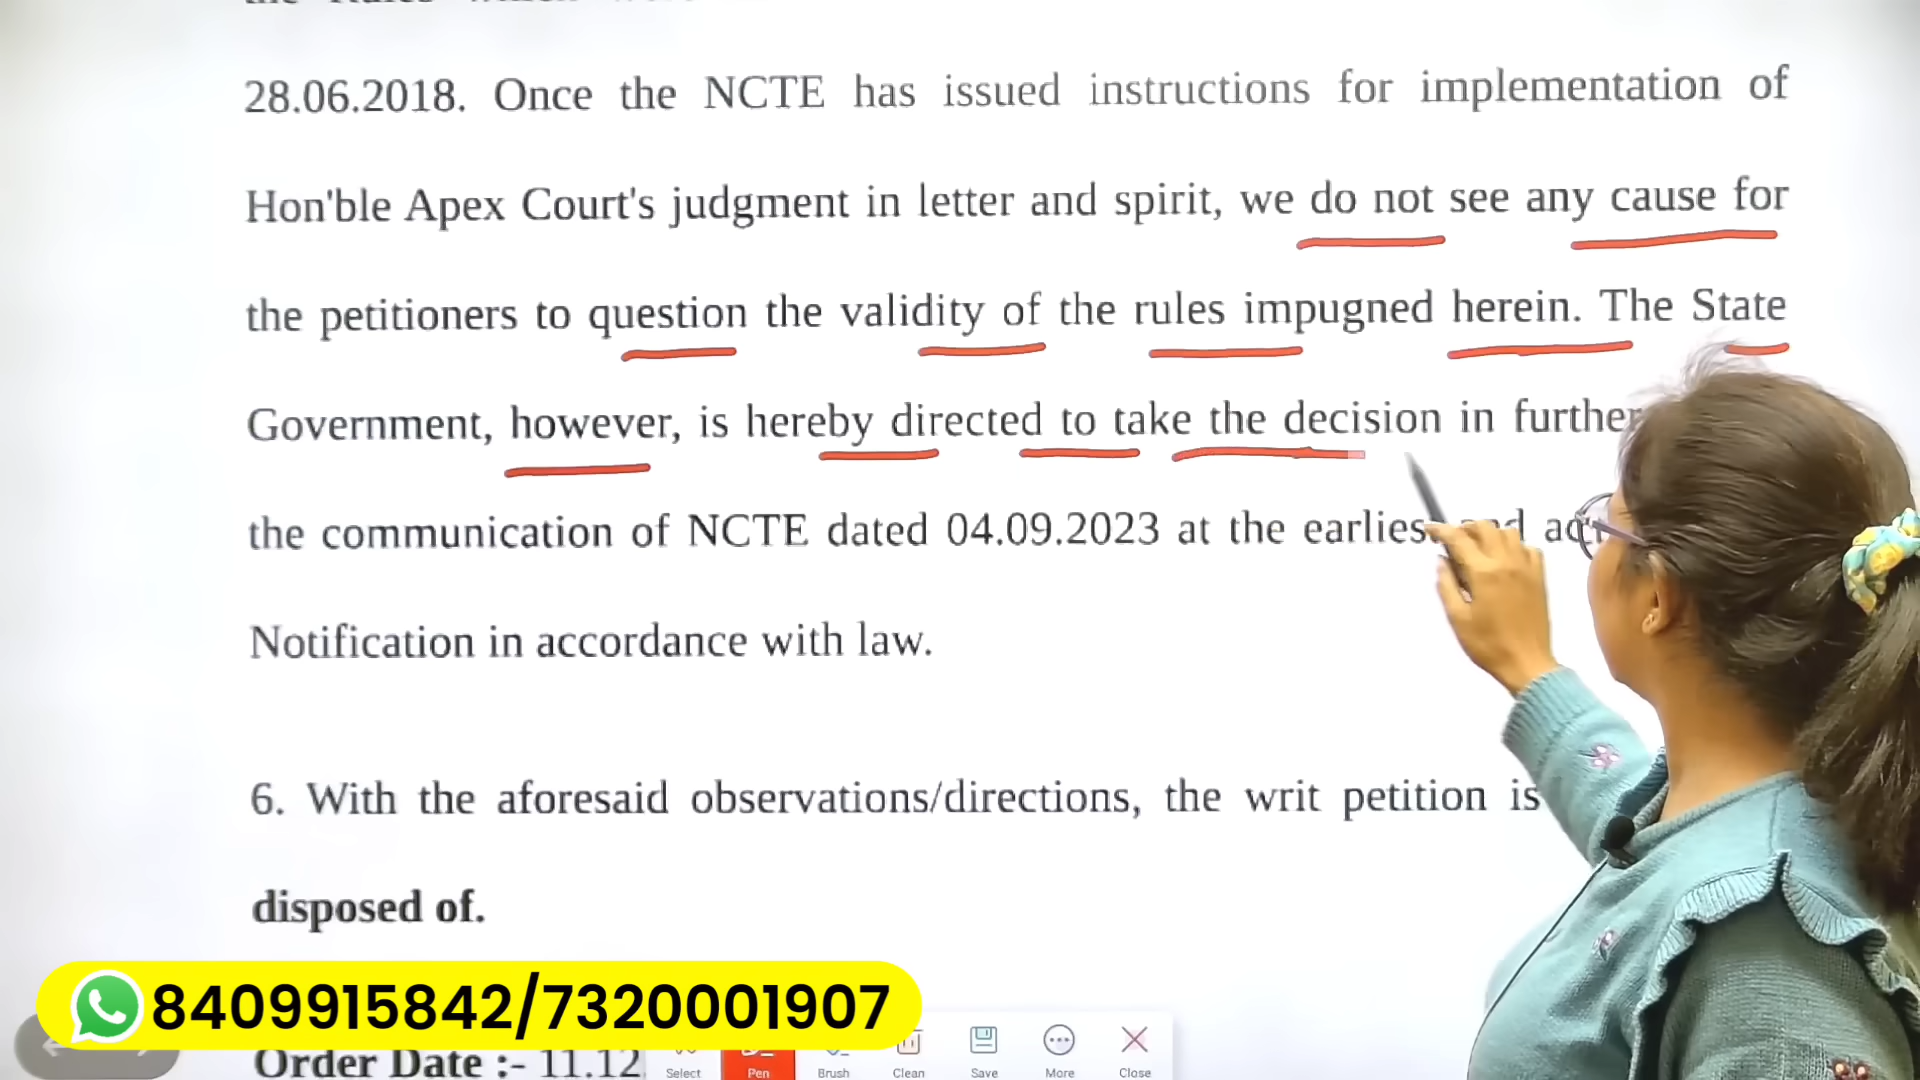 28.06.2018. Once the NCTE has issued instructions for implementation of
Hon'ble Apex Court's judgment in letter and spirit, we do not see any cause for
the petitioners to question the validity of the rules impugned herein. The State
Government, however, is hereby directed to take the decision in
the communication of NCTE dated 04.09.2023 at the
Notification in accordance with law.
6. With the aforesaid observations/directions, the writ petition is
disposed of.
8409915842/7320001907
Order Date :- 11.12
Select Pen Brush Clean Save More Close